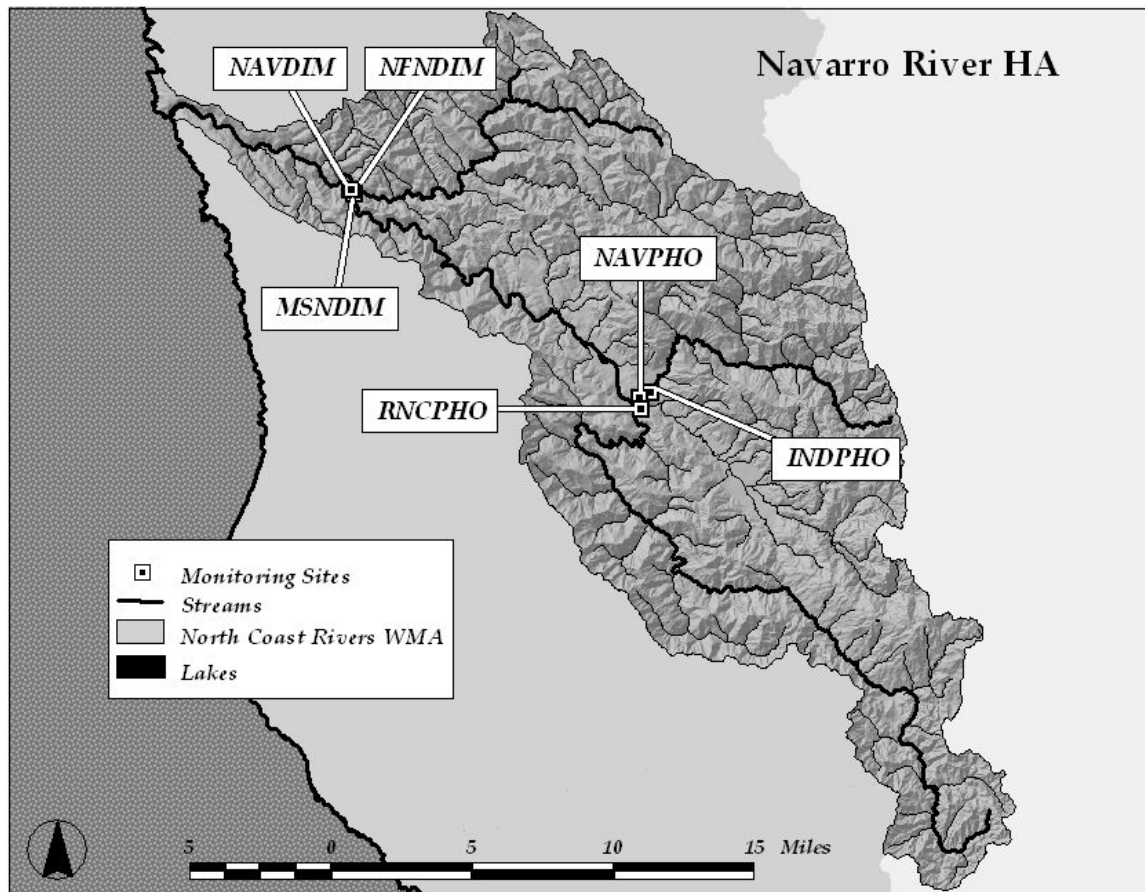 Navarro River HA
NAVDIM
NFNDIM
MSNDIM
NAVPHO
RNCPHO
INDPHO
Monitoring Sites
Streams
North Coast Rivers WMA
Lakes
5 0 5 10 15 Miles